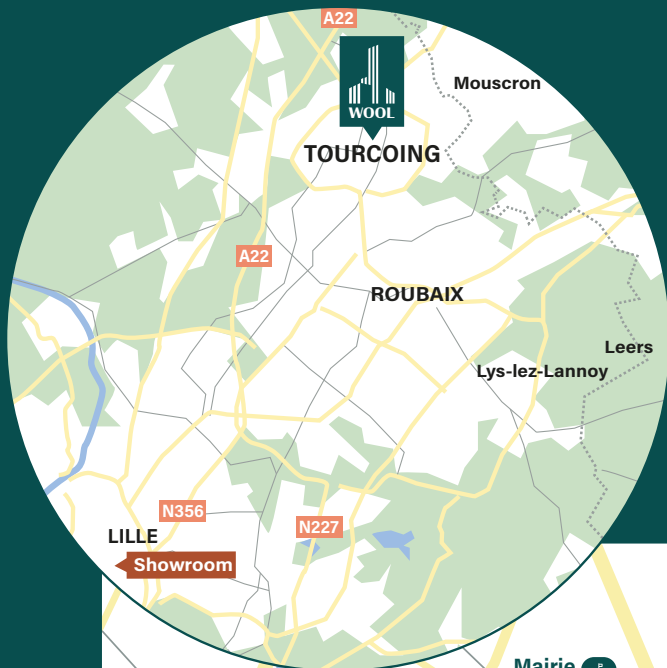 A22
WOOL
Mouscron
TOURCOING
A22
ROUBAIX
Leers
Lys-lez-Lannoy
N356
N227
LILLE
Showroom
Mairie
P